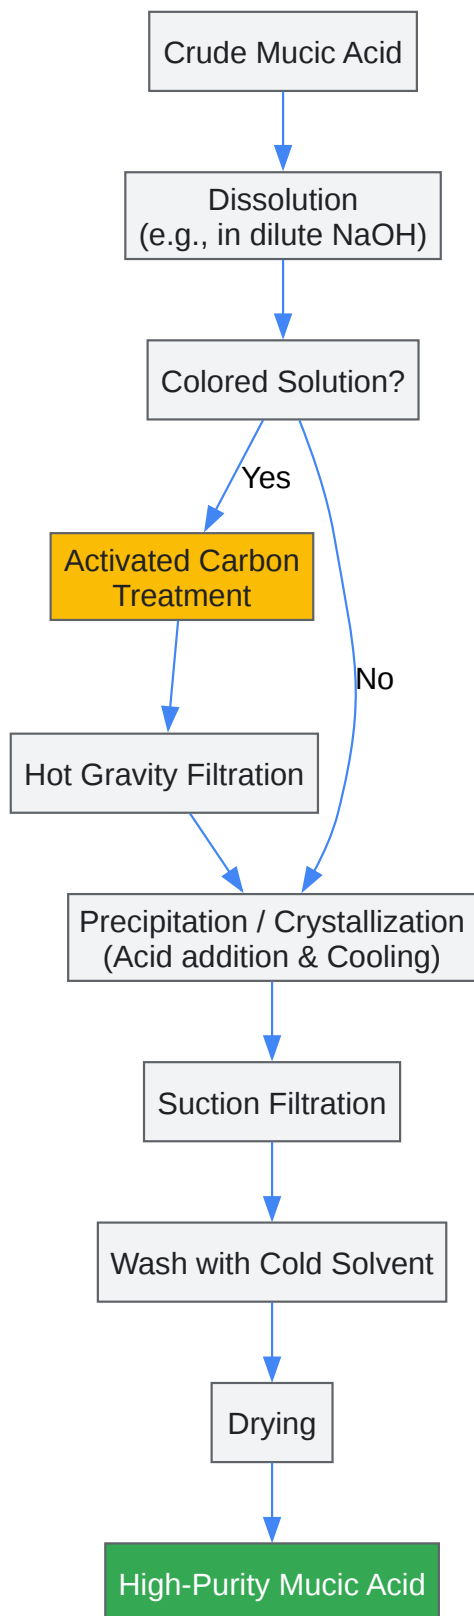 Crude Mucic Acid
Dissolution
(e.g., in dilute NaOH)
Colored Solution?
Yes
Activated Carbon
Treatment
No
Hot Gravity Filtration
Precipitation / Crystallization
(Acid addition & Cooling)
Suction Filtration
Wash with Cold Solvent
Drying
High-Purity Mucic Acid